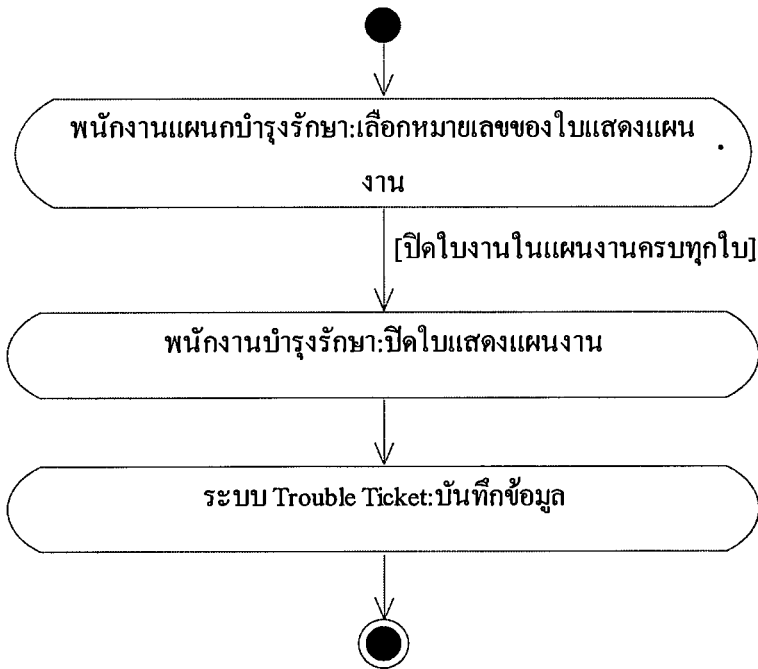 พนักงานแผนกบำรุงรักษา:เลือกหมายเลขของใบแสดงแผน
งาน
[ปิดใบงานในแผนงานครบทุกใบ]
พนักงานบำรุงรักษา:ปิดใบแสดงแผนงาน
ระบบ Trouble Ticket:บันทึกข้อมูล